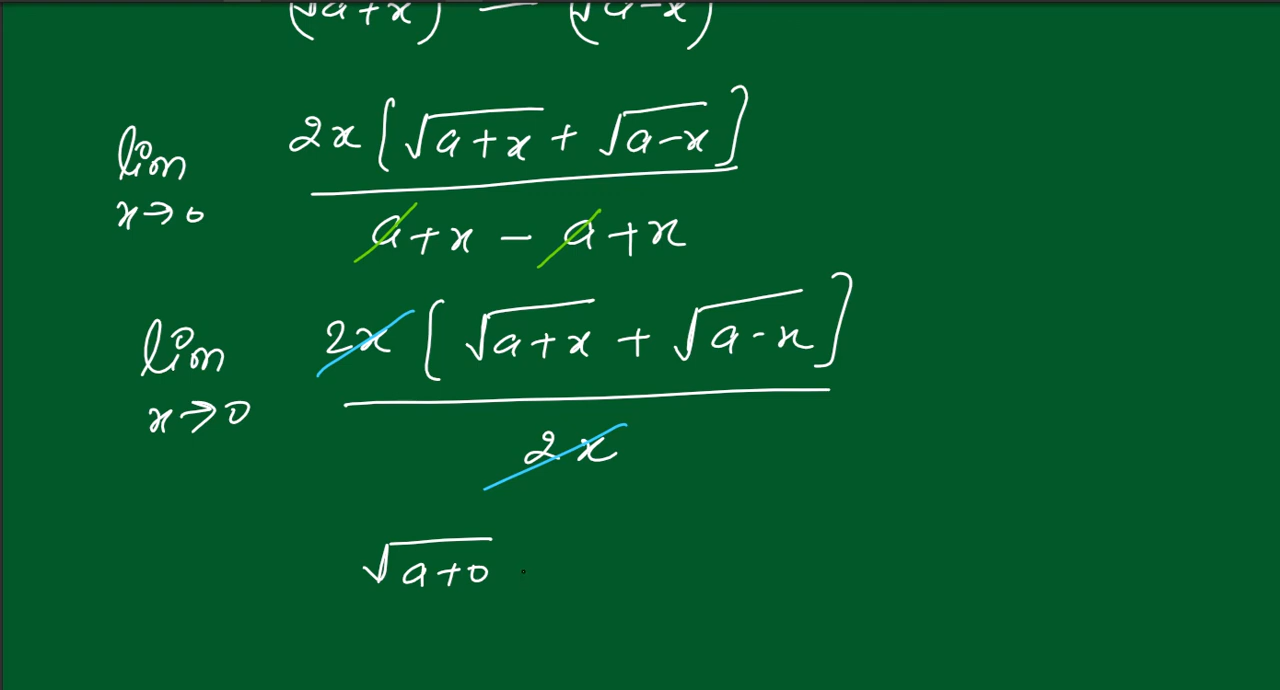 (√a+x) − (√a−x)
lim x→0 2x[√a+x + √a−x] / a+x − a+x
lim x→0 2x[√a+x + √a−x] / 2x
√a+0